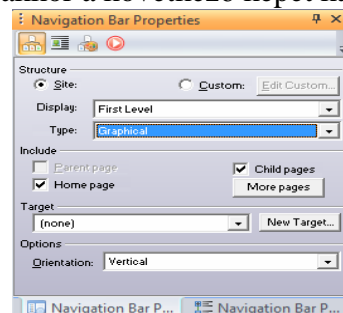 Navigation Bar Properties
Structure
Site: Custom: Edit Custom...
Display: First Level
Type: Graphical
Include
Parent page Child pages
Home page More pages
Target
(none) New Target...
Options
Orientation: Vertical
Navigation Bar P... Navigation Bar P...